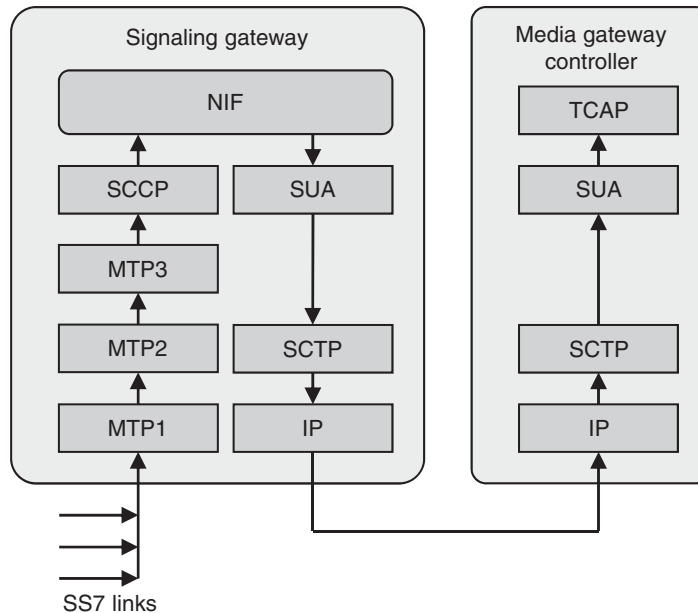 Signaling gateway
NIF
SCCP
SUA
MTP3
MTP2
SCTP
MTP1
IP
SS7 links
Media gateway
controller
TCAP
SUA
SCTP
IP